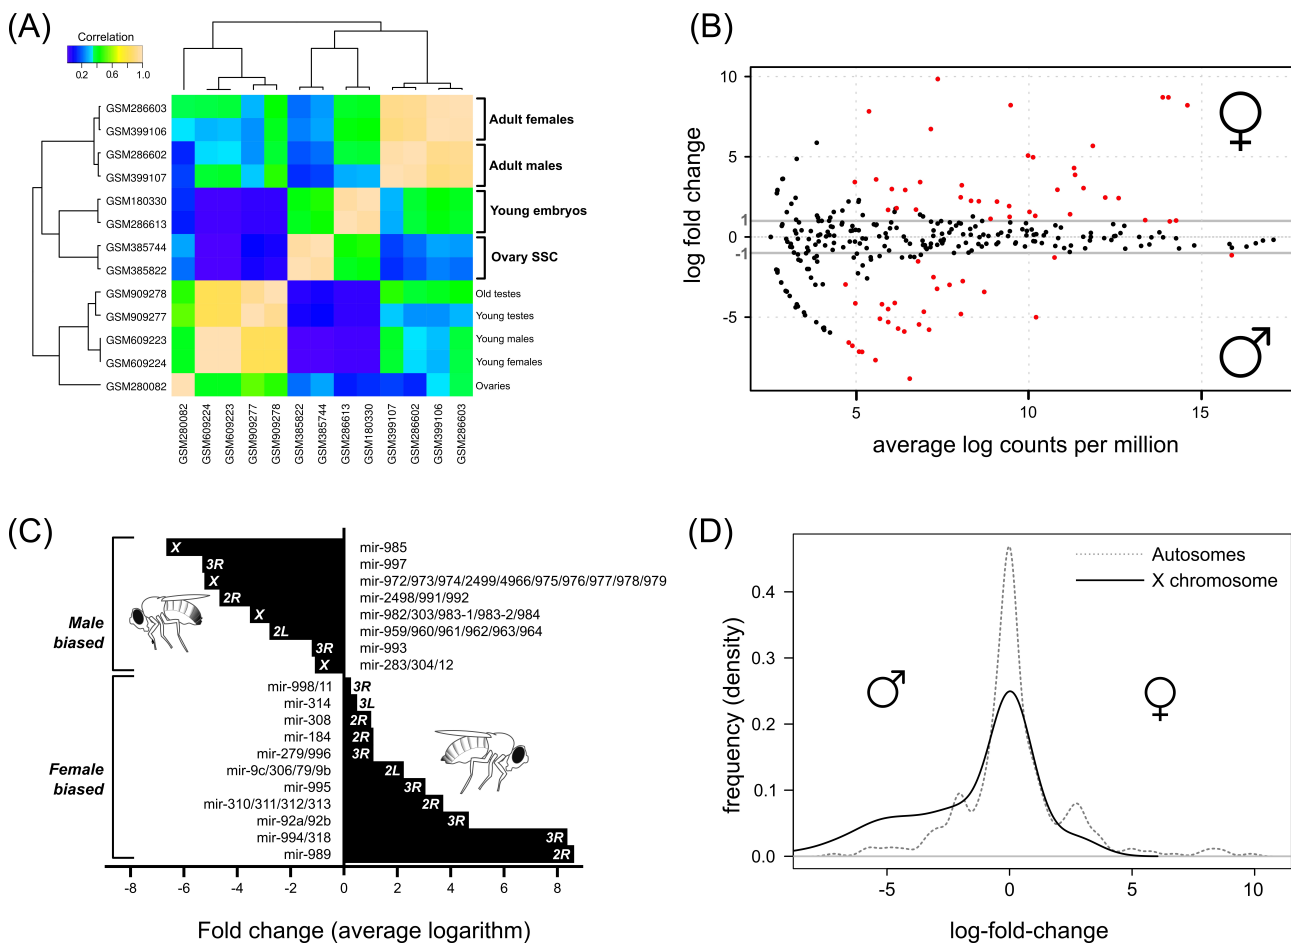 (A)
Correlation
0.2 0.6 1.0
GSM286603
GSM399106
GSM286602
GSM399107
GSM180330
GSM286613
GSM385744
GSM385822
GSM909278
GSM909277
GSM609223
GSM609224
GSM280082
Adult females
Adult males
Young embryos
Ovary SSC
Old testes
Young testes
Young males
Young females
Ovaries
GSM280082
GSM609224
GSM609223
GSM909277
GSM909278
GSM385822
GSM385744
GSM286613
GSM180330
GSM399107
GSM286602
GSM399106
GSM286603
(B)
log fold change
10
5
1
0
-1
-5
♀
♂
5 10 15
average log counts per million
(C)
Male
biased
X mir-985
3R mir-997
X mir-972/973/974/2499/4966/975/976/977/978/979
2R mir-2498/991/992
X mir-982/303/983-1/983-2/984
2L mir-959/960/961/962/963/964
3R mir-993
X mir-283/304/12
Female
biased
mir-998/11 3R
mir-314 3L
mir-308 2R
mir-184 2R
mir-279/996 3R
mir-9c/306/79/9b 2L
mir-995 3R
mir-310/311/312/313 2R
mir-92a/92b 3R
mir-994/318 3R
mir-989 2R
-8 -6 -4 -2 0 2 4 6 8
Fold change (average logarithm)
(D)
Autosomes
X chromosome
frequency (density)
0.4
0.3
0.2
0.1
0.0
♂
♀
-5 0 5 10
log-fold-change